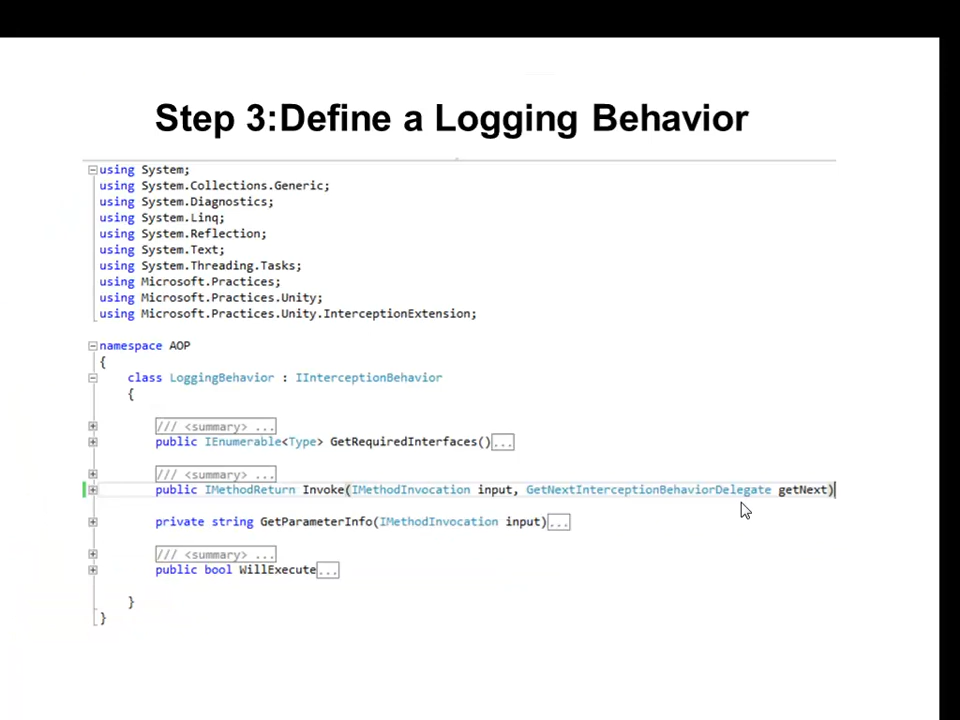 Step 3:Define a Logging Behavior
using System;
using System.Collections.Generic;
using System.Diagnostics;
using System.Linq;
using System.Reflection;
using System.Text;
using System.Threading.Tasks;
using Microsoft.Practices;
using Microsoft.Practices.Unity;
using Microsoft.Practices.Unity.InterceptionExtension;
namespace AOP
{
class LoggingBehavior : IInterceptionBehavior
{
/// <summary> ...
public IEnumerable<Type> GetRequiredInterfaces()...
/// <summary> ...
public IMethodReturn Invoke(IMethodInvocation input, GetNextInterceptionBehaviorDelegate getNext)
private string GetParameterInfo(IMethodInvocation input)...
/// <summary> ...
public bool WillExecute...
}
}